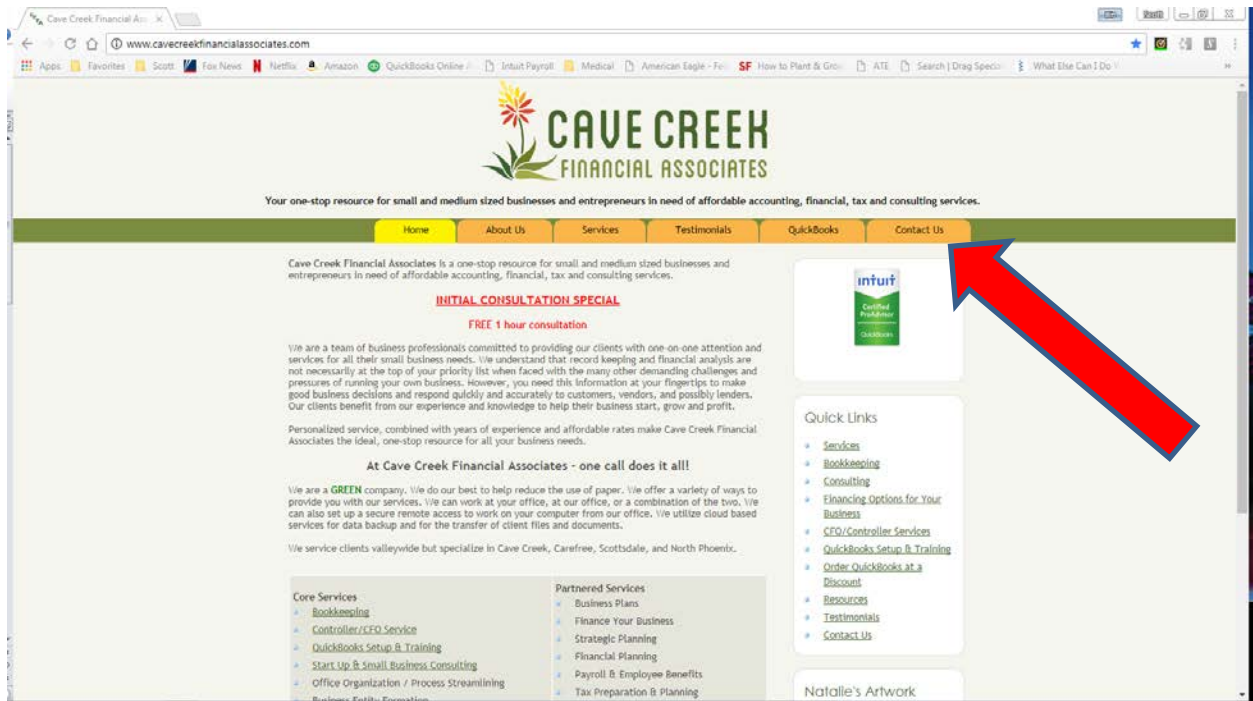 Cave Creek Financial As
www.cavecreekfinancialassociates.com
Apps Favorites Scott Fox News Netflix Amazon QuickBooks Online Intuit Payroll Medical American Eagle - Fe SF How to Plant & Gro ATE Search | Drag Speci What Else Can I Do
CAVE CREEK
FINANCIAL ASSOCIATES
Your one-stop resource for small and medium sized businesses and entrepreneurs in need of affordable accounting, financial, tax and consulting services.
Home About Us Services Testimonials QuickBooks Contact Us
Cave Creek Financial Associates is a one-stop resource for small and medium sized businesses and
entrepreneurs in need of affordable accounting, financial, tax and consulting services.
INITIAL CONSULTATION SPECIAL
FREE 1 hour consultation
We are a team of business professionals committed to providing our clients with one-on-one attention and
services for all their small business needs. We understand that record keeping and financial analysis are
not necessarily at the top of your priority list when faced with the many other demanding challenges and
pressures of running your own business. However, you need this information at your fingertips to make
good business decisions and respond quickly and accurately to customers, vendors, and possibly lenders.
Our clients benefit from our experience and knowledge to help their business start, grow and profit.
Personalized service, combined with years of experience and affordable rates make Cave Creek Financial
Associates the ideal, one-stop resource for all your business needs.
At Cave Creek Financial Associates - one call does it all!
We are a GREEN company. We do our best to help reduce the use of paper. We offer a variety of ways to
provide you with our services. We can work at your office, at our office, or a combination of the two. We
can also set up a secure remote access to work on your computer from our office. We utilize cloud based
services for data backup and for the transfer of client files and documents.
We service clients valleywide but specialize in Cave Creek, Carefree, Scottsdale, and North Phoenix.
Core Services
Bookkeeping
Controller/CFO Service
QuickBooks Setup & Training
Start Up & Small Business Consulting
Office Organization / Process Streamlining
Business Entity Formation
Partnered Services
Business Plans
Finance Your Business
Strategic Planning
Financial Planning
Payroll & Employee Benefits
Tax Preparation & Planning
intuit
Certified
ProAdvisor
QuickBooks
Quick Links
Services
Bookkeeping
Consulting
Financing Options for Your
Business
CFO/Controller Services
QuickBooks Setup & Training
Order QuickBooks at a
Discount
Resources
Testimonials
Contact Us
Natalie's Artwork